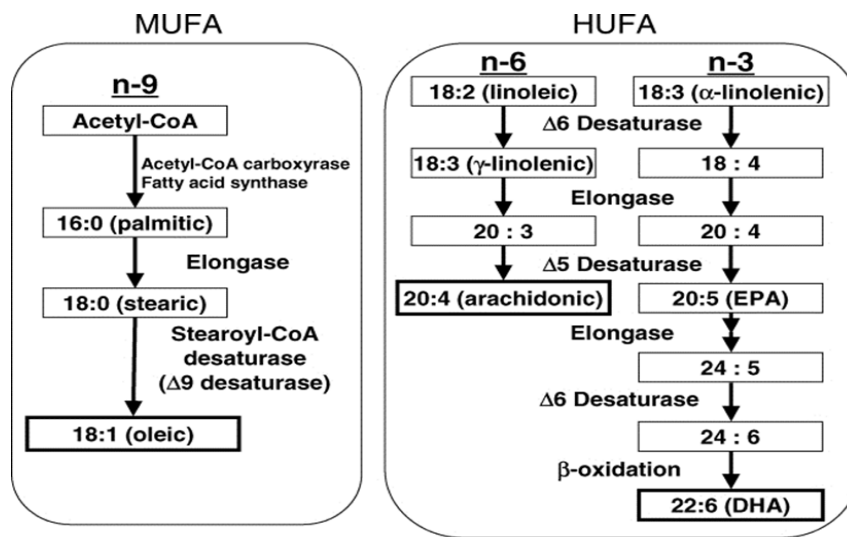 MUFA
n-9
Acetyl-CoA
Acetyl-CoA carboxyrase
Fatty acid synthase
16:0 (palmitic)
Elongase
18:0 (stearic)
Stearoyl-CoA
desaturase
(Δ9 desaturase)
18:1 (oleic)
HUFA
n-6
n-3
18:2 (linoleic)
18:3 (α-linolenic)
Δ6 Desaturase
18:3 (γ-linolenic)
18 : 4
Elongase
20 : 3
20 : 4
Δ5 Desaturase
20:4 (arachidonic)
20:5 (EPA)
Elongase
24 : 5
Δ6 Desaturase
24 : 6
β-oxidation
22:6 (DHA)